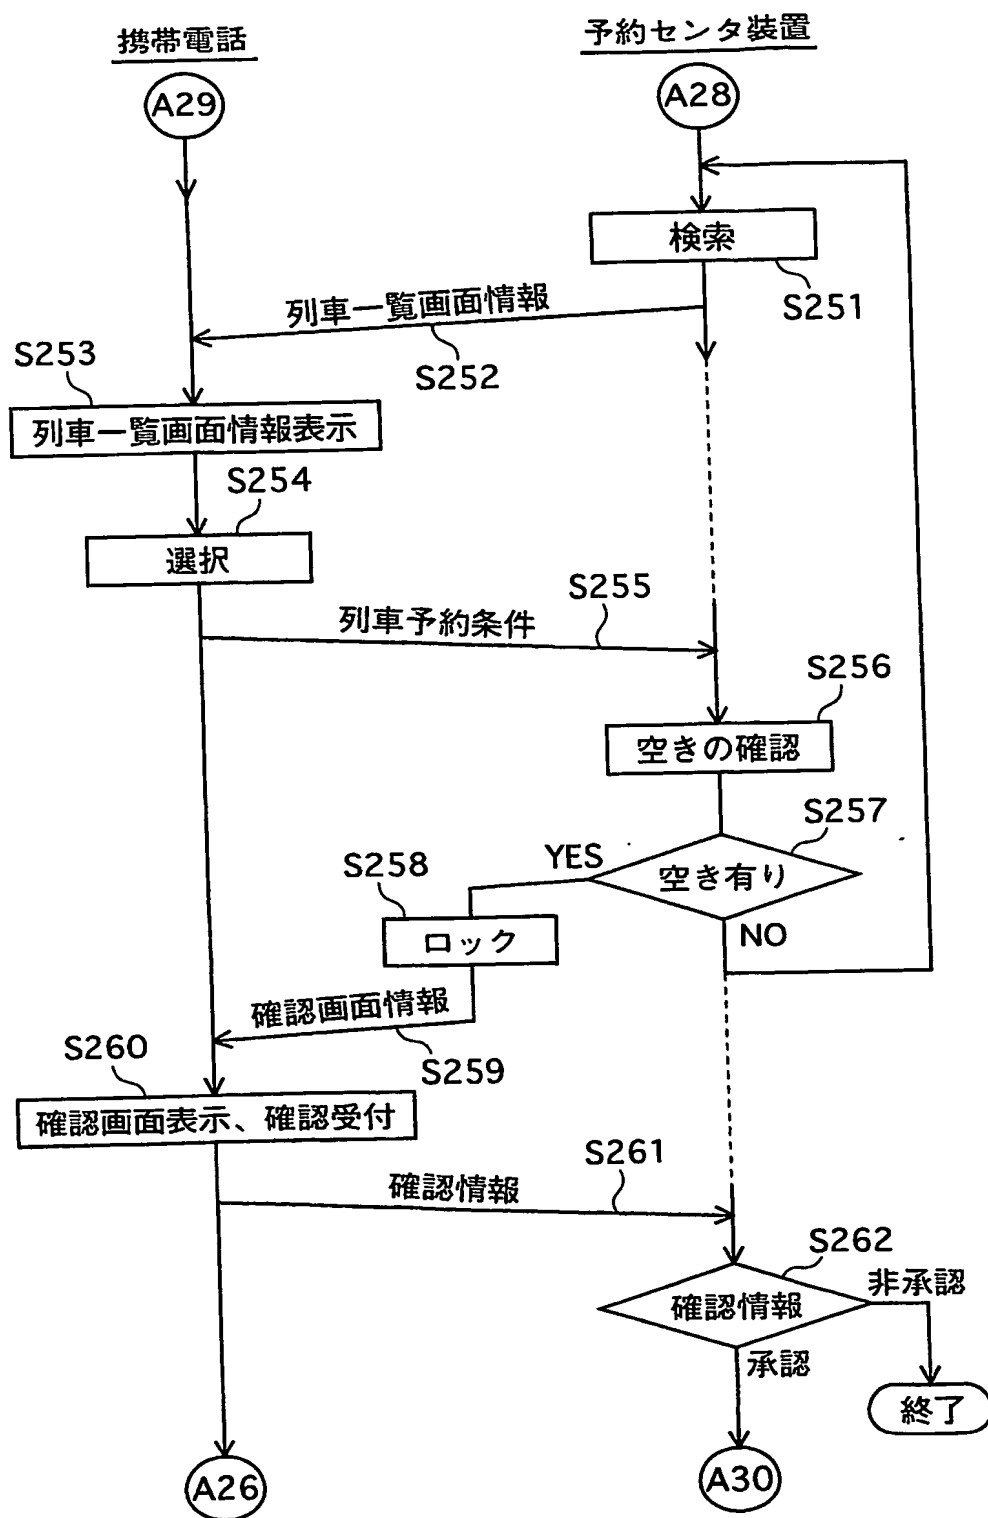 携帯電話
予約センタ装置
A29
A28
検索
S251
列車一覧画面情報
S252
S253
列車一覧画面情報表示
S254
選択
S255
列車予約条件
S256
空きの確認
S257
YES
空き有り
S258
NO
ロック
確認画面情報
S259
S260
確認画面表示、確認受付
S261
確認情報
S262
非承認
確認情報
承認
終了
A26
A30